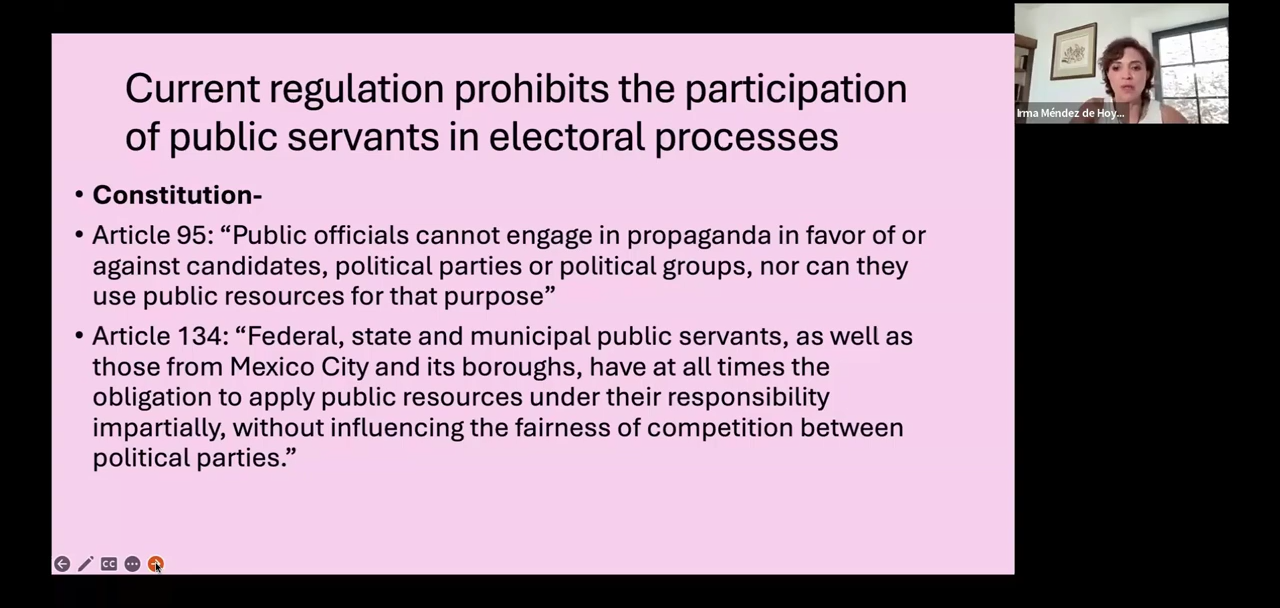 Current regulation prohibits the participation
of public servants in electoral processes
• Constitution-
• Article 95: “Public officials cannot engage in propaganda in favor of or
against candidates, political parties or political groups, nor can they
use public resources for that purpose”
• Article 134: “Federal, state and municipal public servants, as well as
those from Mexico City and its boroughs, have at all times the
obligation to apply public resources under their responsibility
impartially, without influencing the fairness of competition between
political parties.”
CC
Irma Méndez de Hoy...